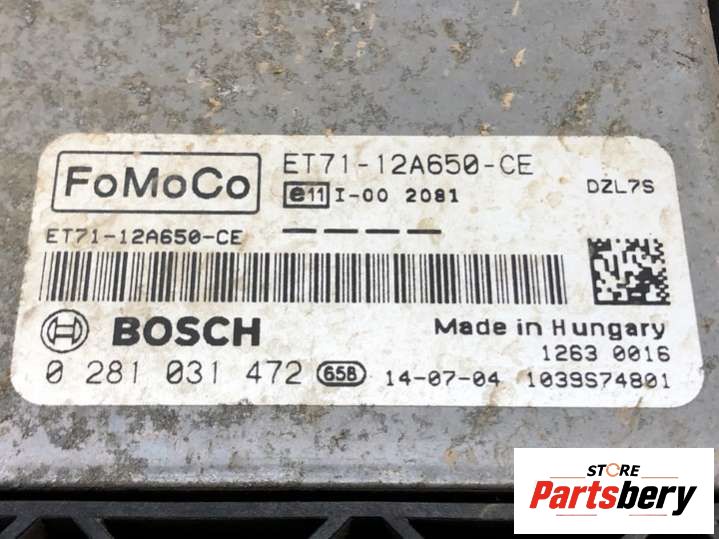 FoMoCo
ET71-12A650-CE
e11 I-00 2081
DZL7S
ET71-12A650-CE
BOSCH
Made in Hungary
1263 0016
0 281 031 472 65B 14-07-04 1039S74801
STORE
Partsbery